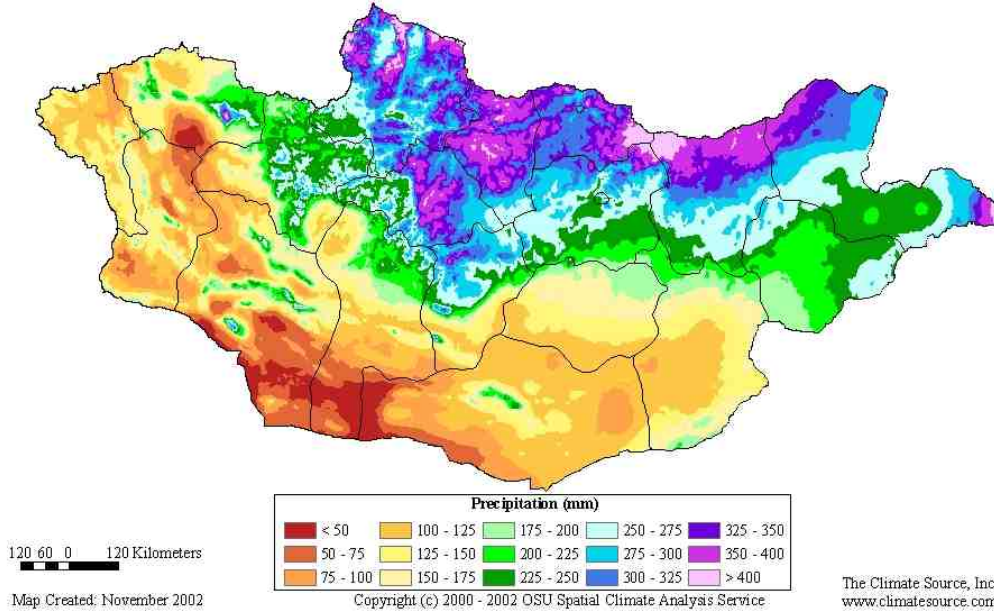 Precipitation (mm)
< 50 100 - 125 175 - 200 250 - 275 325 - 350
50 - 75 125 - 150 200 - 225 275 - 300 350 - 400
75 - 100 150 - 175 225 - 250 300 - 325 > 400
120 60 0 120 Kilometers
Map Created: November 2002
Copyright (c) 2000 - 2002 OSU Spatial Climate Analysis Service
The Climate Source, Inc
www.climatesource.com